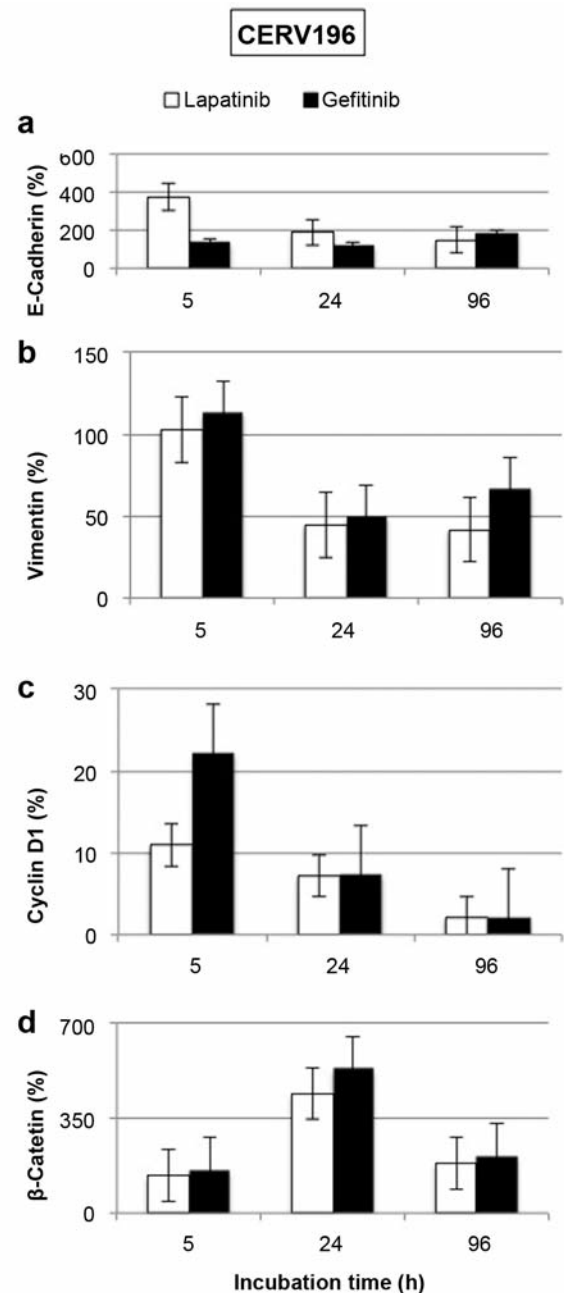 CERV196
Lapatinib Gefitinib
a
E-Cadherin (%)
600
400
200
0
5 24 96
b
Vimentin (%)
150
100
50
0
5 24 96
c
Cyclin D1 (%)
30
20
10
0
5 24 96
d
β-Catetin (%)
700
350
0
5 24 96
Incubation time (h)